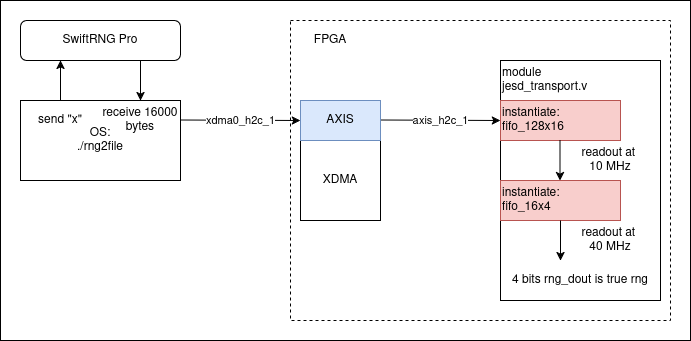 SwiftRNG Pro
FPGA
send "x"
receive 16000
bytes
OS:
./rng2file
xdma0_h2c_1
AXIS
XDMA
axis_h2c_1
module
jesd_transport.v
instantiate:
fifo_128x16
readout at
10 MHz
instantiate:
fifo_16x4
readout at
40 MHz
4 bits rng_dout is true rng